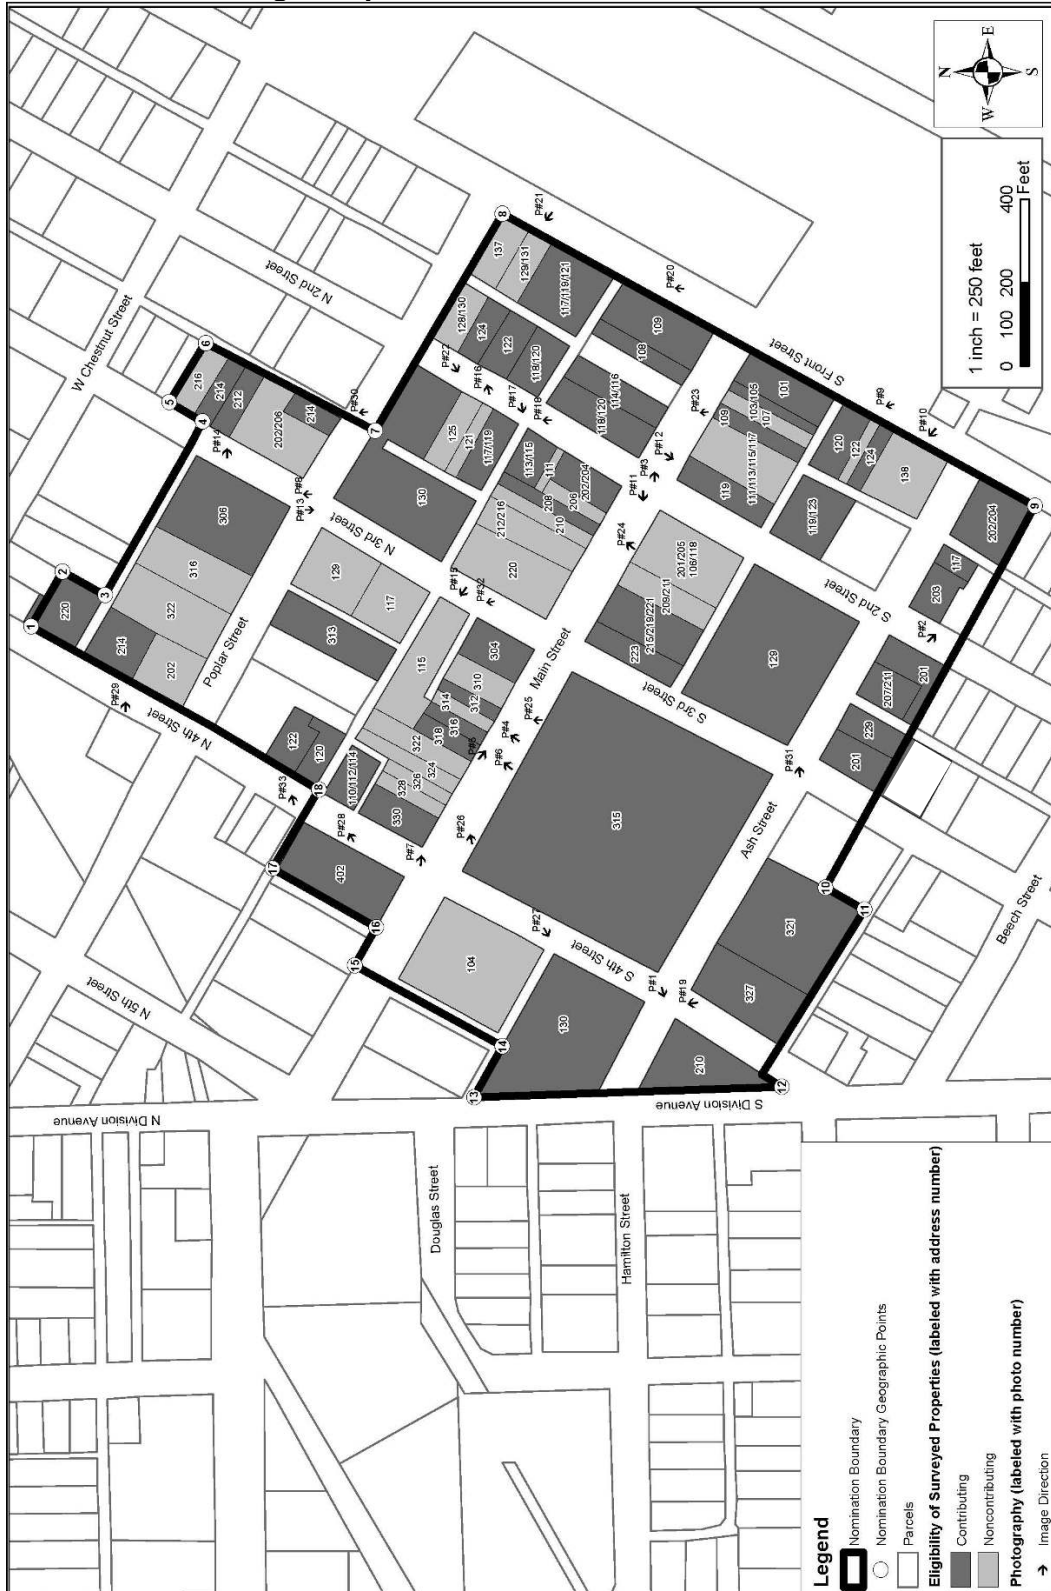 Legend
Nomination Boundary
Nomination Boundary Geographic Points
Parcels
Eligibility of Surveyed Properties (labeled with address number)
Contributing
Noncontributing
Photography (labeled with photo number)
Image Direction
N
E
S
W
1 inch = 250 feet
0 100 200 400
Feet
N Division Avenue
S Division Avenue
Douglas Street
Hamilton Street
N 5th Street
N 4th Street
S 4th Street
N 3rd Street
S 3rd Street
N 2nd Street
S 2nd Street
S Front Street
W Chestnut Street
Poplar Street
Main Street
Ash Street
Beech Street
1
2
3
4
5
6
7
8
9
10
11
12
13
14
15
16
17
18
220
214
202
322
316
306
216
214
212
202/206
214
122
120
313
129
117
130
125
121
117/119
128/130
124
122
118/120
137
129/131
117/119/121
109
108
118/120
114/116
113/115
111
208
206
202/204
210
212/216
220
115
304
310
312
314
316
318
322
324
326
328
330
110/112/114
402
104
130
210
315
327
321
223
215/219/221
209/211
201/205
106/118
129
119
111/113/115/117
109
107
103/105
101
119/123
120
122
124
138
202/204
117
203
201
207/211
229
201
P#1
P#2
P#3
P#4
P#5
P#6
P#7
P#8
P#9
P#10
P#11
P#12
P#13
P#14
P#15
P#16
P#17
P#18
P#19
P#20
P#21
P#22
P#23
P#24
P#25
P#26
P#27
P#28
P#29
P#30
P#31
P#32
P#33